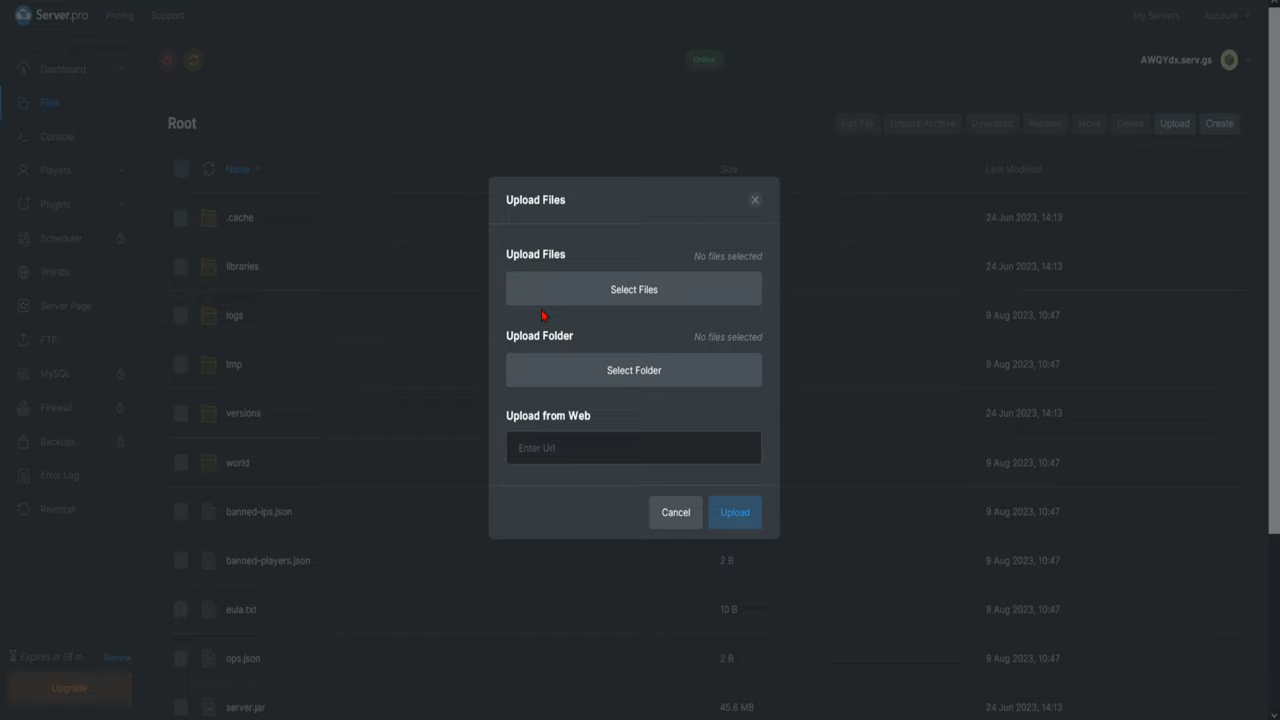 Server.pro Pricing Support My Servers Account
Online AWQYdx.serv.gs
Dashboard
Files
Console
Players
Plugins
Scheduler
Worlds
Server Page
FTP
MySQL
Firewall
Backups
Error Log
Reinstall
Expires in 58 m Renew
Upgrade
Root Edit File Unpack Archive Download Rename Move Delete Upload Create
Name Size Last Modified
.cache 24 Jun 2023, 14:13
libraries 24 Jun 2023, 14:13
logs 9 Aug 2023, 10:47
tmp 24 Jun 2023, 14:13
versions 24 Jun 2023, 14:13
world 9 Aug 2023, 10:47
banned-ips.json 9 Aug 2023, 10:47
banned-players.json 2 B 9 Aug 2023, 10:47
eula.txt 10 B 9 Aug 2023, 10:47
ops.json 2 B 9 Aug 2023, 10:47
server.jar 45.6 MB 24 Jun 2023, 14:13
Upload Files
Upload Files No files selected
Select Files
Upload Folder No files selected
Select Folder
Upload from Web
Enter Url
Cancel Upload